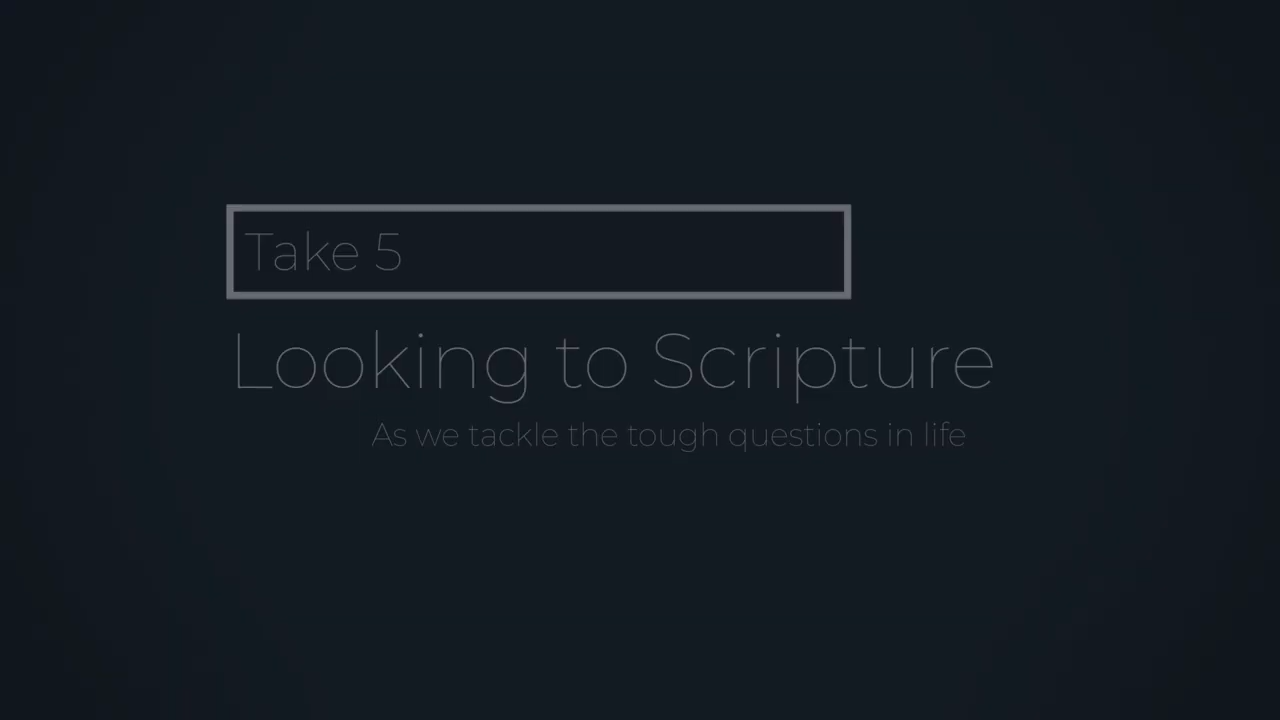 Take 5
Looking to Scripture
As we tackle the tough questions in life